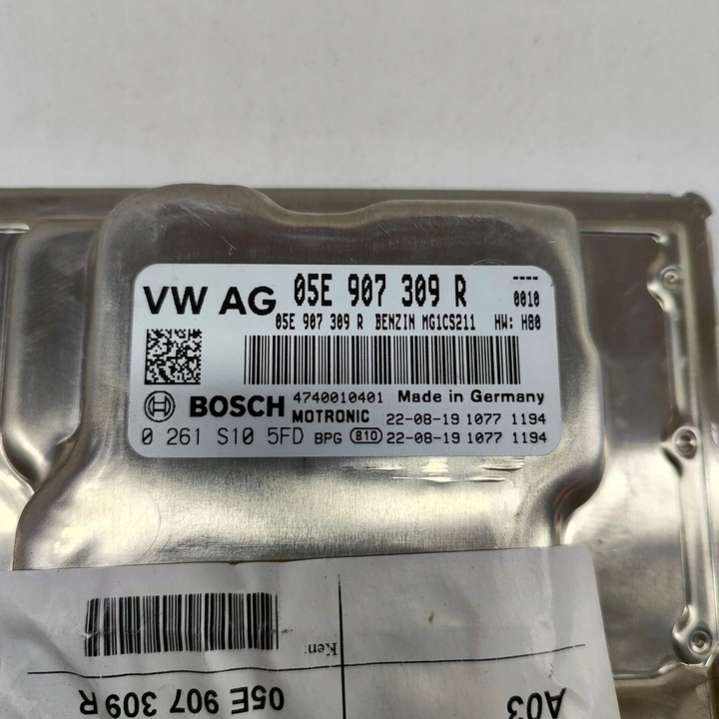 VW AG 05E 907 309 R ----
0010
05E 907 309 R BENZIN MG1CS211 HW: H80
BOSCH 4740010401 Made in Germany
MOTRONIC 22-08-19 1077 1194
0 261 S10 5FD BPG 810 22-08-19 1077 1194
Ken
05E 907 309 R
A03